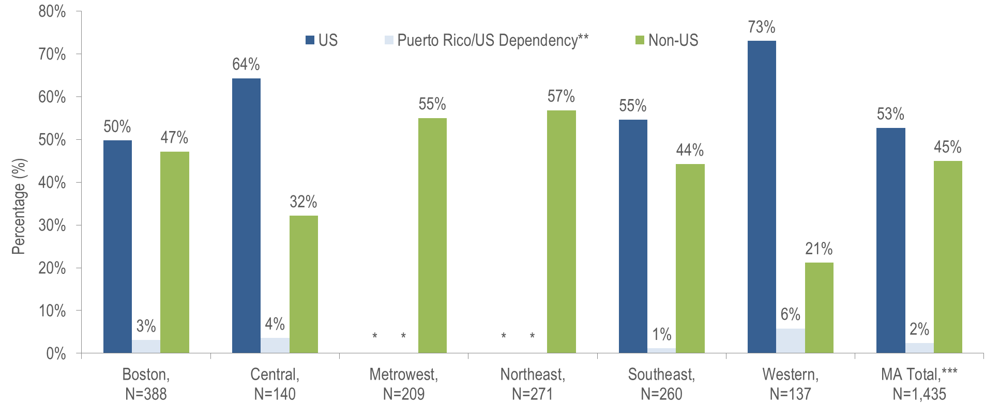 80%
70%
60%
50%
40%
30%
20%
10%
0%
Percentage (%)
US Puerto Rico/US Dependency** Non-US
50% 3% 47%
64% 4% 32%
* * 55%
* * 57%
55% 1% 44%
73% 6% 21%
53% 2% 45%
Boston,
N=388
Central,
N=140
Metrowest,
N=209
Northeast,
N=271
Southeast,
N=260
Western,
N=137
MA Total,***
N=1,435